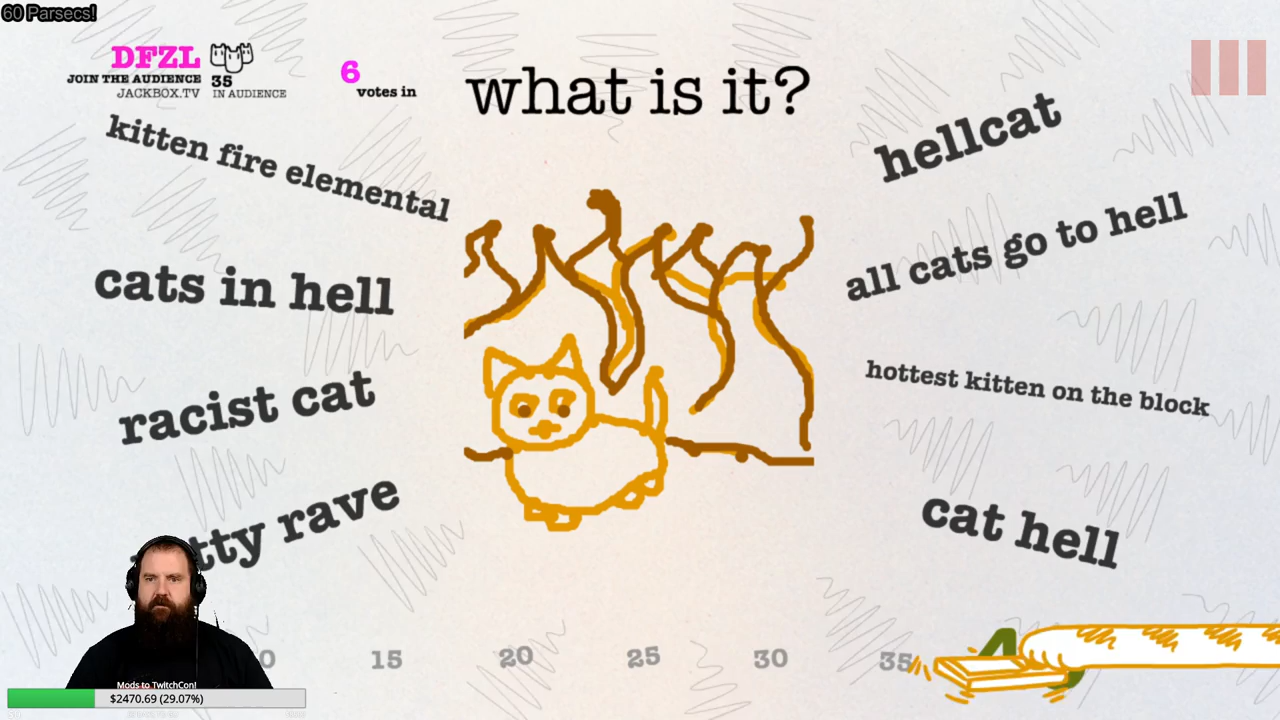 60 Parsecs!
DFZL
JOIN THE AUDIENCE
JACKBOX.TV
35
IN AUDIENCE
6
votes in
what is it?
kitten fire elemental
hellcat
cats in hell
all cats go to hell
racist cat
hottest kitten on the block
rave
cat hell
15
20
25
30
35
Mods to TwitchCon!
$2470.69 (29.07%)